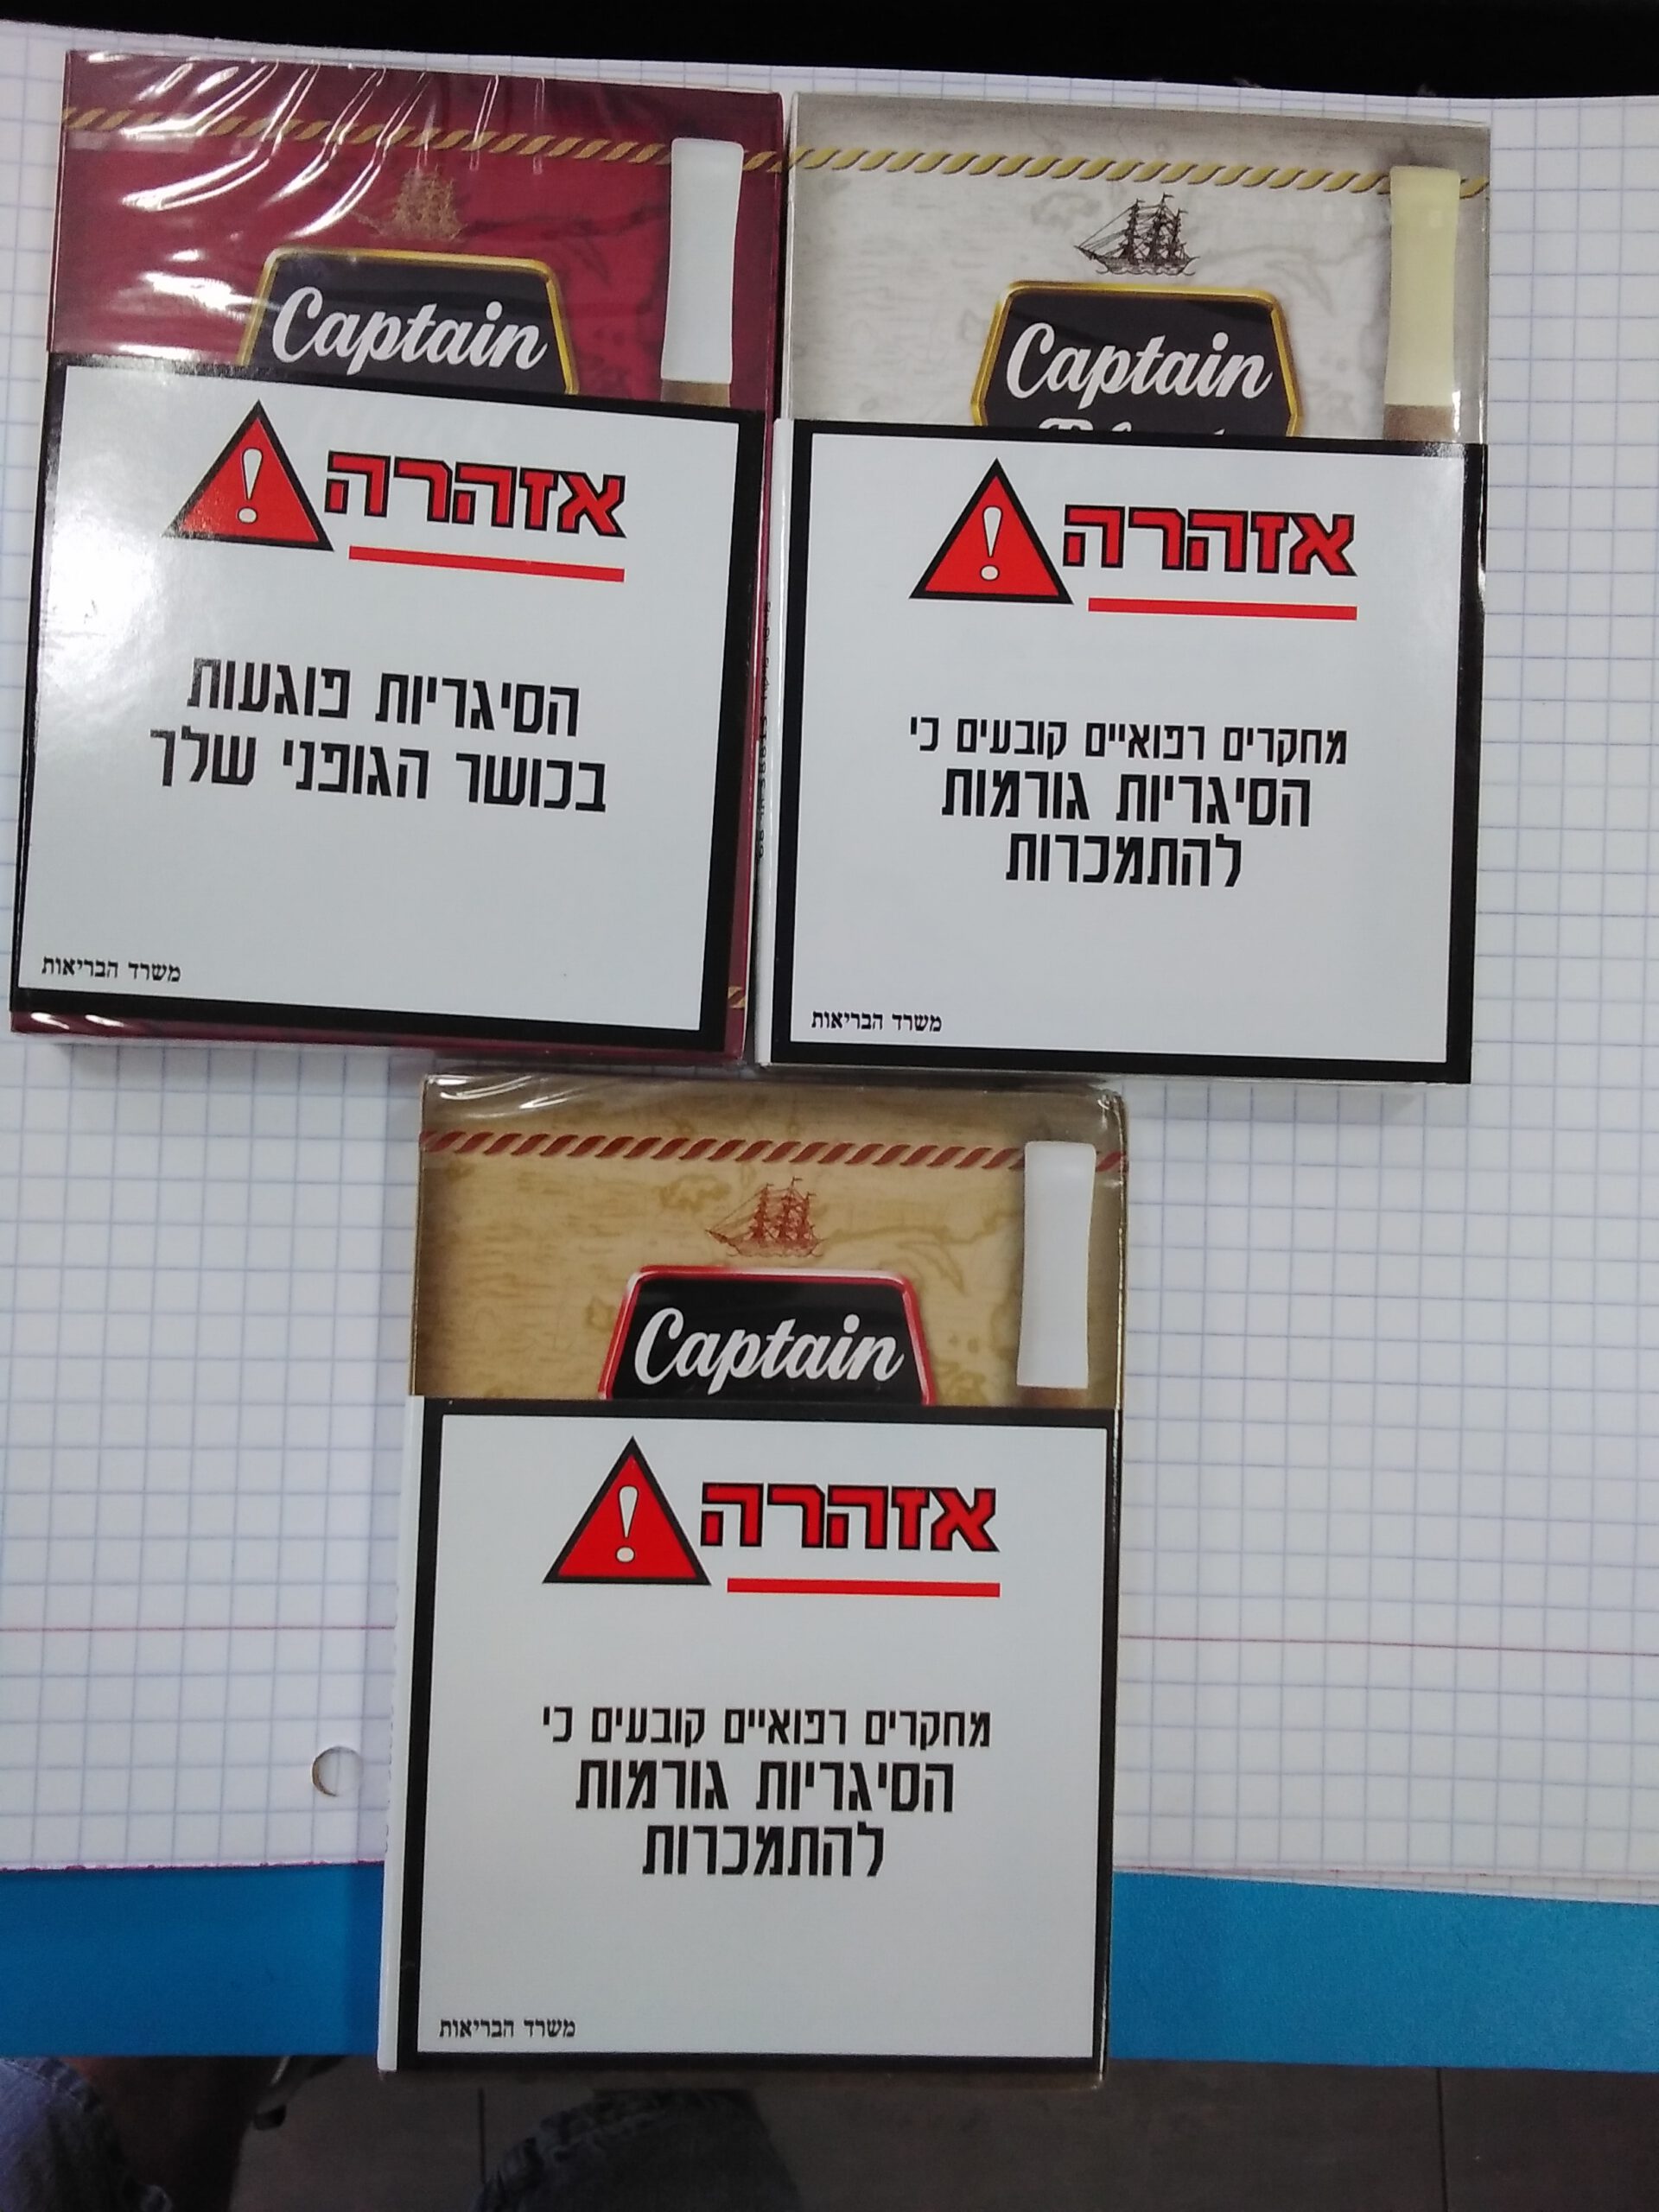 Captain
אזהרה
הסיגריות פוגעות
בכושר הגופני שלך
משרד הבריאות
Captain
אזהרה
מחקרים רפואיים קובעים כי
הסיגריות גורמות
להתמכרות
משרד הבריאות
Captain
אזהרה
מחקרים רפואיים קובעים כי
הסיגריות גורמות
להתמכרות
משרד הבריאות